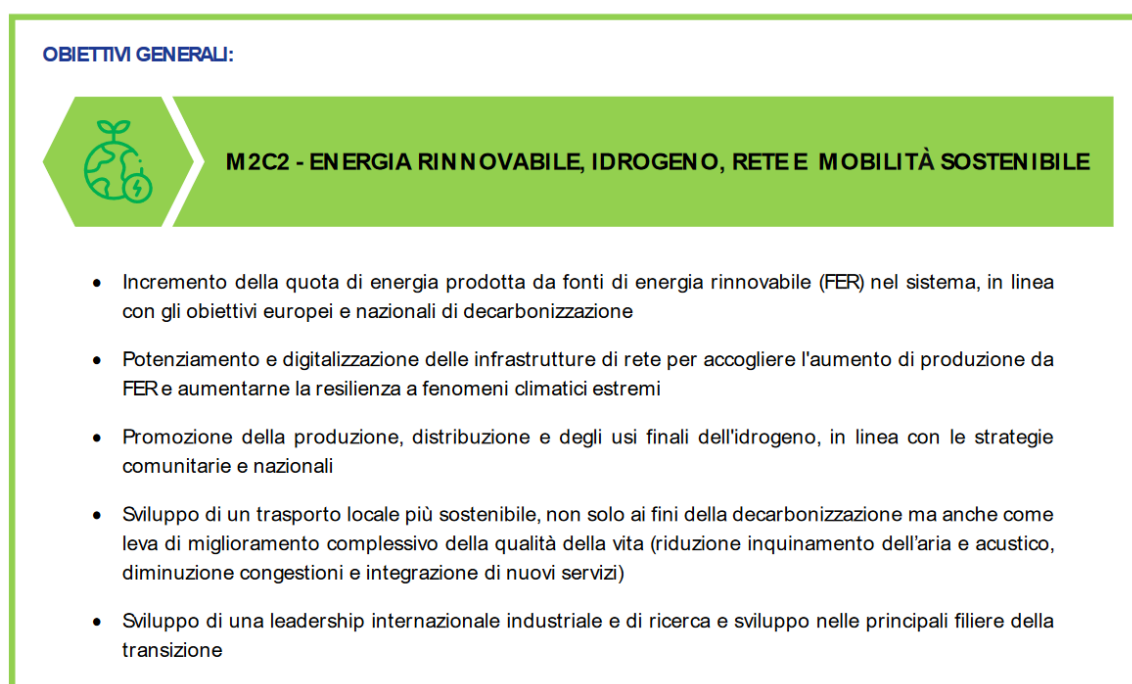 OBIETTIVI GENERALI:
M2C2 - ENERGIA RINNOVABILE, IDROGENO, RETE E MOBILITÀ SOSTENIBILE
• Incremento della quota di energia prodotta da fonti di energia rinnovabile (FER) nel sistema, in linea
con gli obiettivi europei e nazionali di decarbonizzazione
• Potenziamento e digitalizzazione delle infrastrutture di rete per accogliere l'aumento di produzione da
FER e aumentarne la resilienza a fenomeni climatici estremi
• Promozione della produzione, distribuzione e degli usi finali dell'idrogeno, in linea con le strategie
comunitarie e nazionali
• Sviluppo di un trasporto locale più sostenibile, non solo ai fini della decarbonizzazione ma anche come
leva di miglioramento complessivo della qualità della vita (riduzione inquinamento dell’aria e acustico,
diminuzione congestioni e integrazione di nuovi servizi)
• Sviluppo di una leadership internazionale industriale e di ricerca e sviluppo nelle principali filiere della
transizione